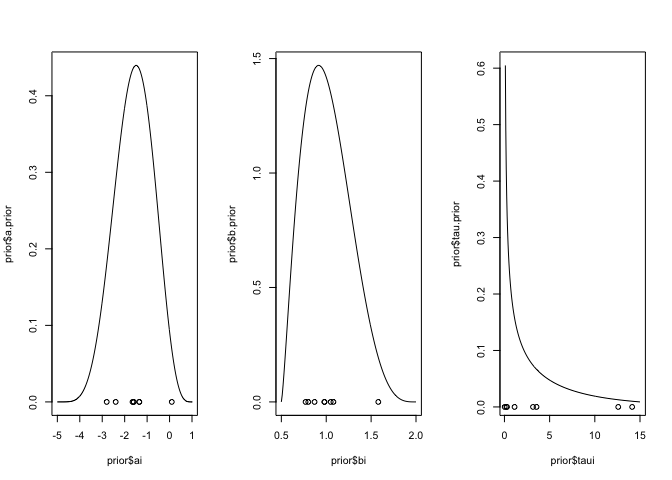 prior$a.prior
0.0 0.1 0.2 0.3 0.4
-5 -4 -3 -2 -1 0 1
prior$ai
prior$b.prior
0.0 0.5 1.0 1.5
0.5 1.0 1.5 2.0
prior$bi
prior$tau.prior
0.0 0.1 0.2 0.3 0.4 0.5 0.6
0 5 10 15
prior$taui